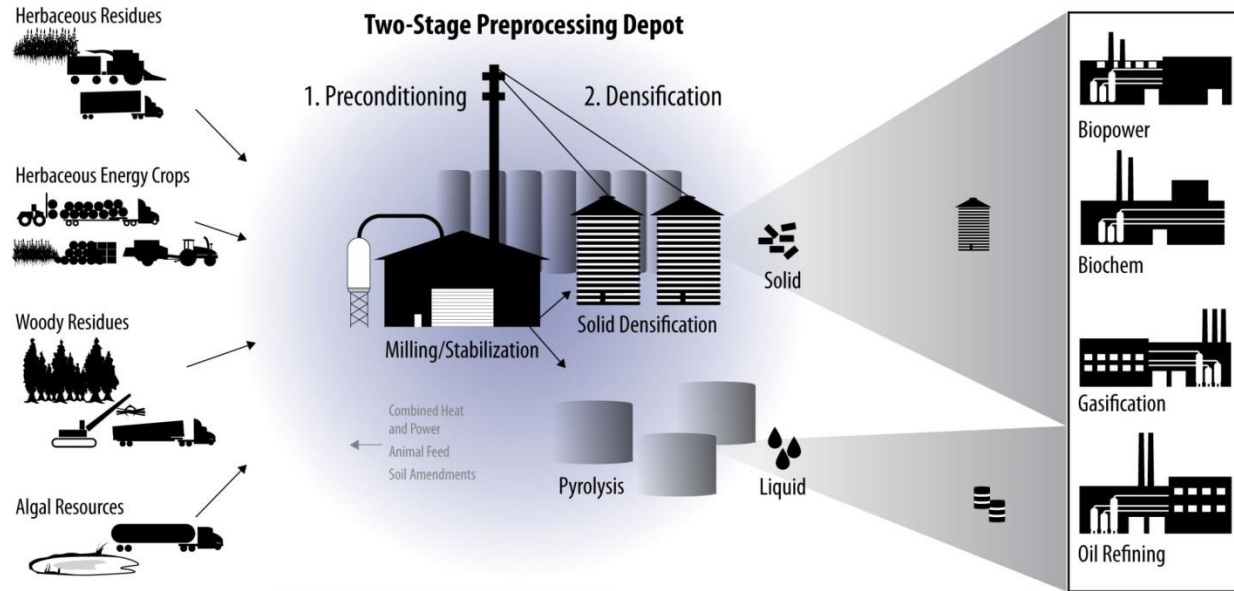 Herbaceous Residues
Herbaceous Energy Crops
Woody Residues
Algal Resources
Two-Stage Preprocessing Depot
1. Preconditioning
2. Densification
Milling/Stabilization
Solid Densification
Combined Heat
and Power
Animal Feed
Soil Amendments
Pyrolysis
Solid
Liquid
Biopower
Biochem
Gasification
Oil Refining